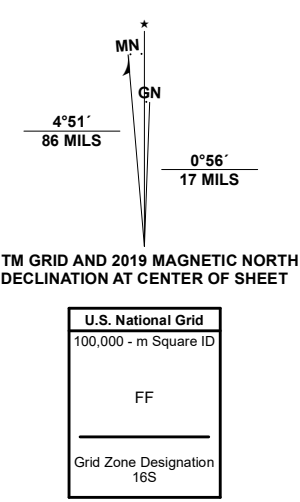 MN
GN
4°51´
86 MILS
0°56´
17 MILS
TM GRID AND 2019 MAGNETIC NORTH
DECLINATION AT CENTER OF SHEET
U.S. National Grid
100,000 - m Square ID
FF
Grid Zone Designation
16S